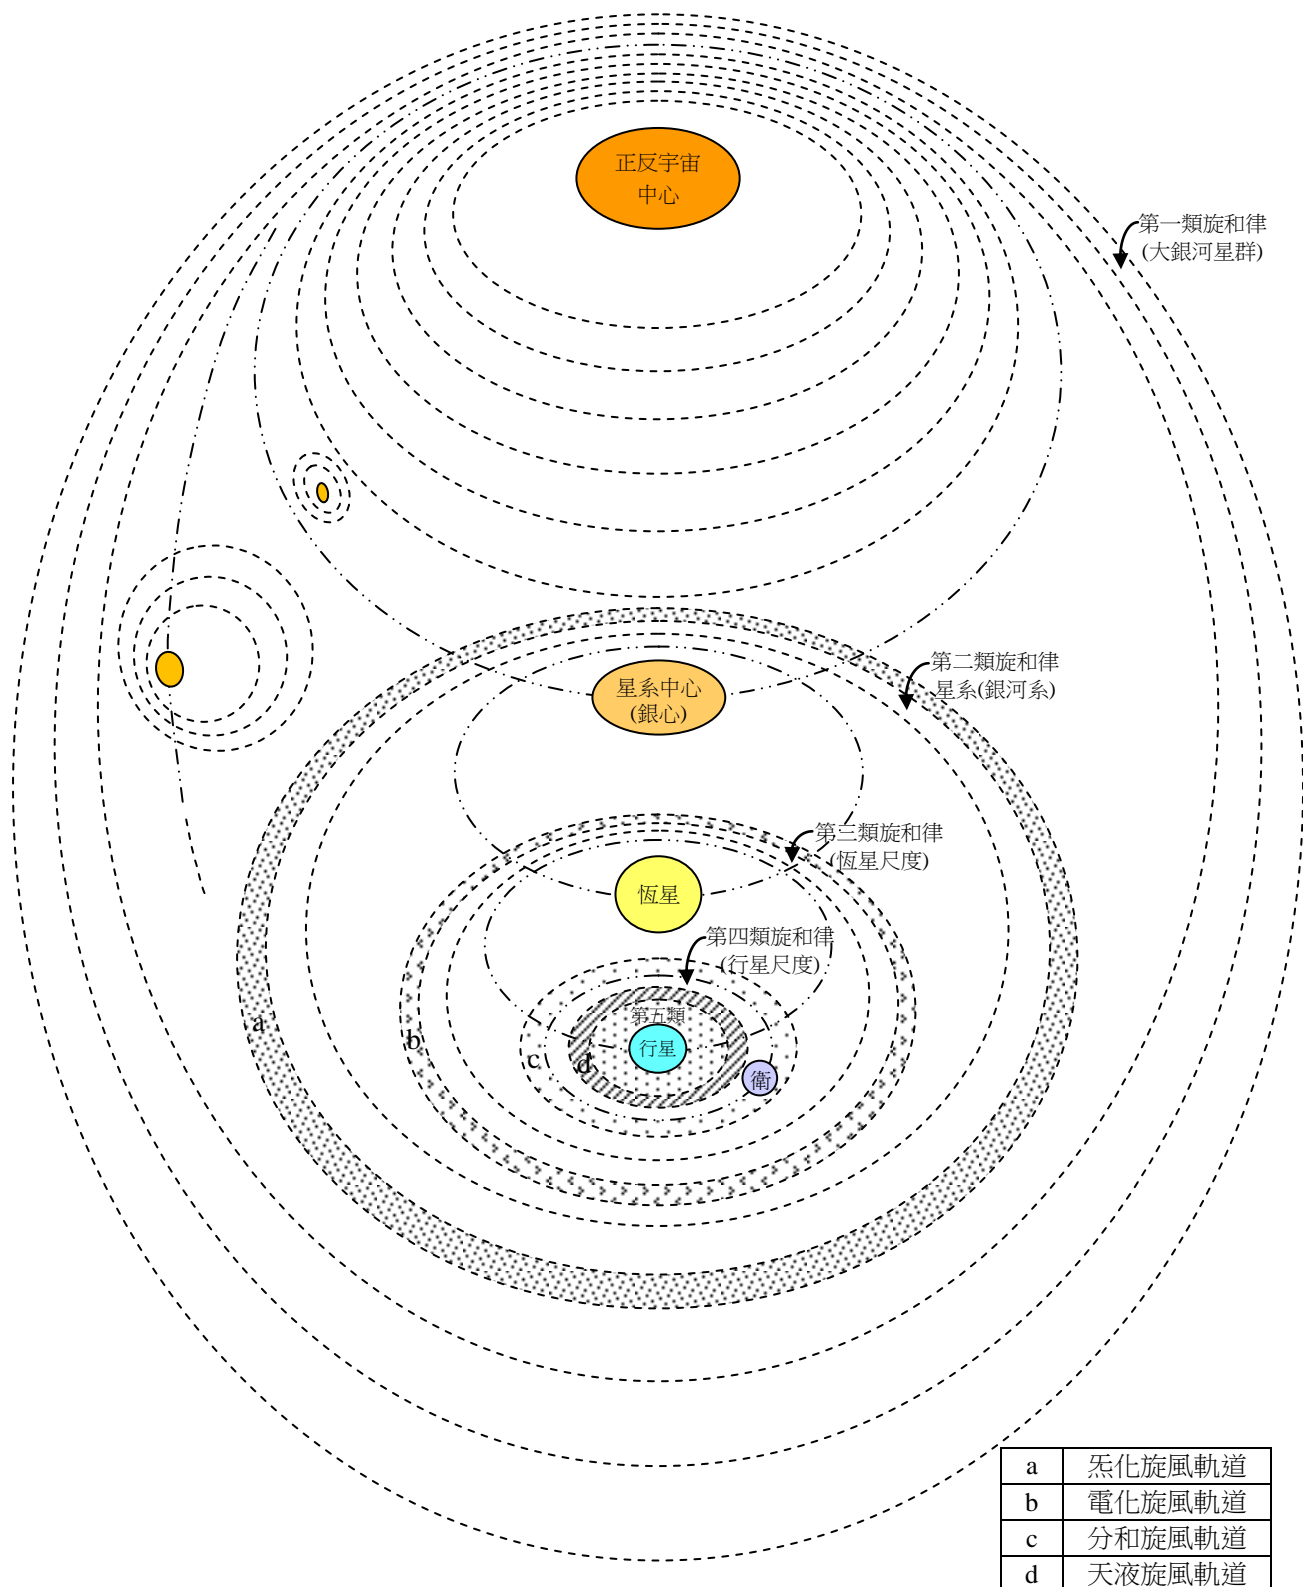 正反宇宙
中心
第一類旋和律
(大銀河星群)
第二類旋和律
星系(銀河系)
星系中心
(銀心)
第三類旋和律
(恆星尺度)
恆星
第四類旋和律
(行星尺度)
第五類
行星
衛
a
b
c
d
a 炁化旋風軌道
b 電化旋風軌道
c 分和旋風軌道
d 天液旋風軌道